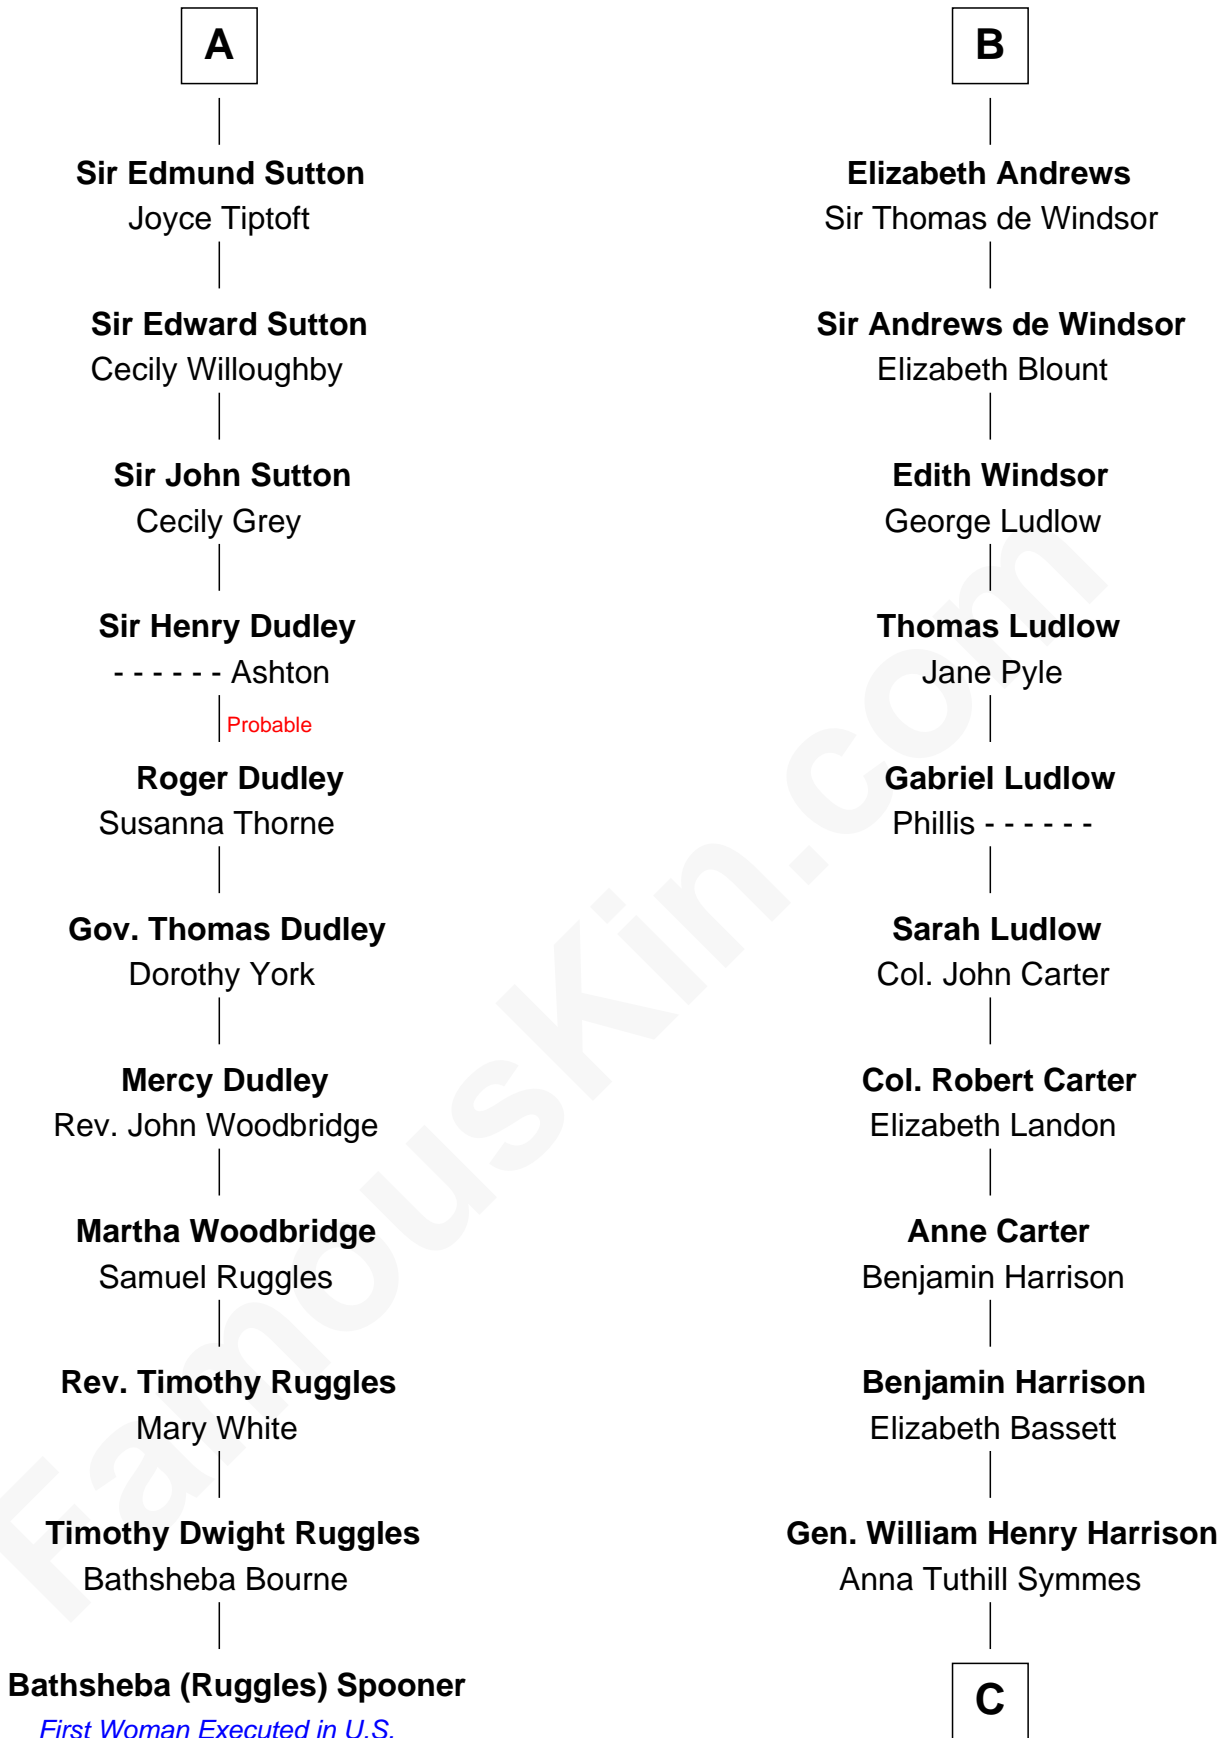 A
Sir Edmund Sutton
Joyce Tiptoft
Sir Edward Sutton
Cecily Willoughby
Sir John Sutton
Cecily Grey
Sir Henry Dudley
- - - - - - Ashton
Probable
Roger Dudley
Susanna Thorne
Gov. Thomas Dudley
Dorothy York
Mercy Dudley
Rev. John Woodbridge
Martha Woodbridge
Samuel Ruggles
Rev. Timothy Ruggles
Mary White
Timothy Dwight Ruggles
Bathsheba Bourne
Bathsheba (Ruggles) Spooner
First Woman Executed in U.S.
B
Elizabeth Andrews
Sir Thomas de Windsor
Sir Andrews de Windsor
Elizabeth Blount
Edith Windsor
George Ludlow
Thomas Ludlow
Jane Pyle
Gabriel Ludlow
Phillis - - - - - -
Sarah Ludlow
Col. John Carter
Col. Robert Carter
Elizabeth Landon
Anne Carter
Benjamin Harrison
Benjamin Harrison
Elizabeth Bassett
Gen. William Henry Harrison
Anna Tuthill Symmes
C
FamousKin.com